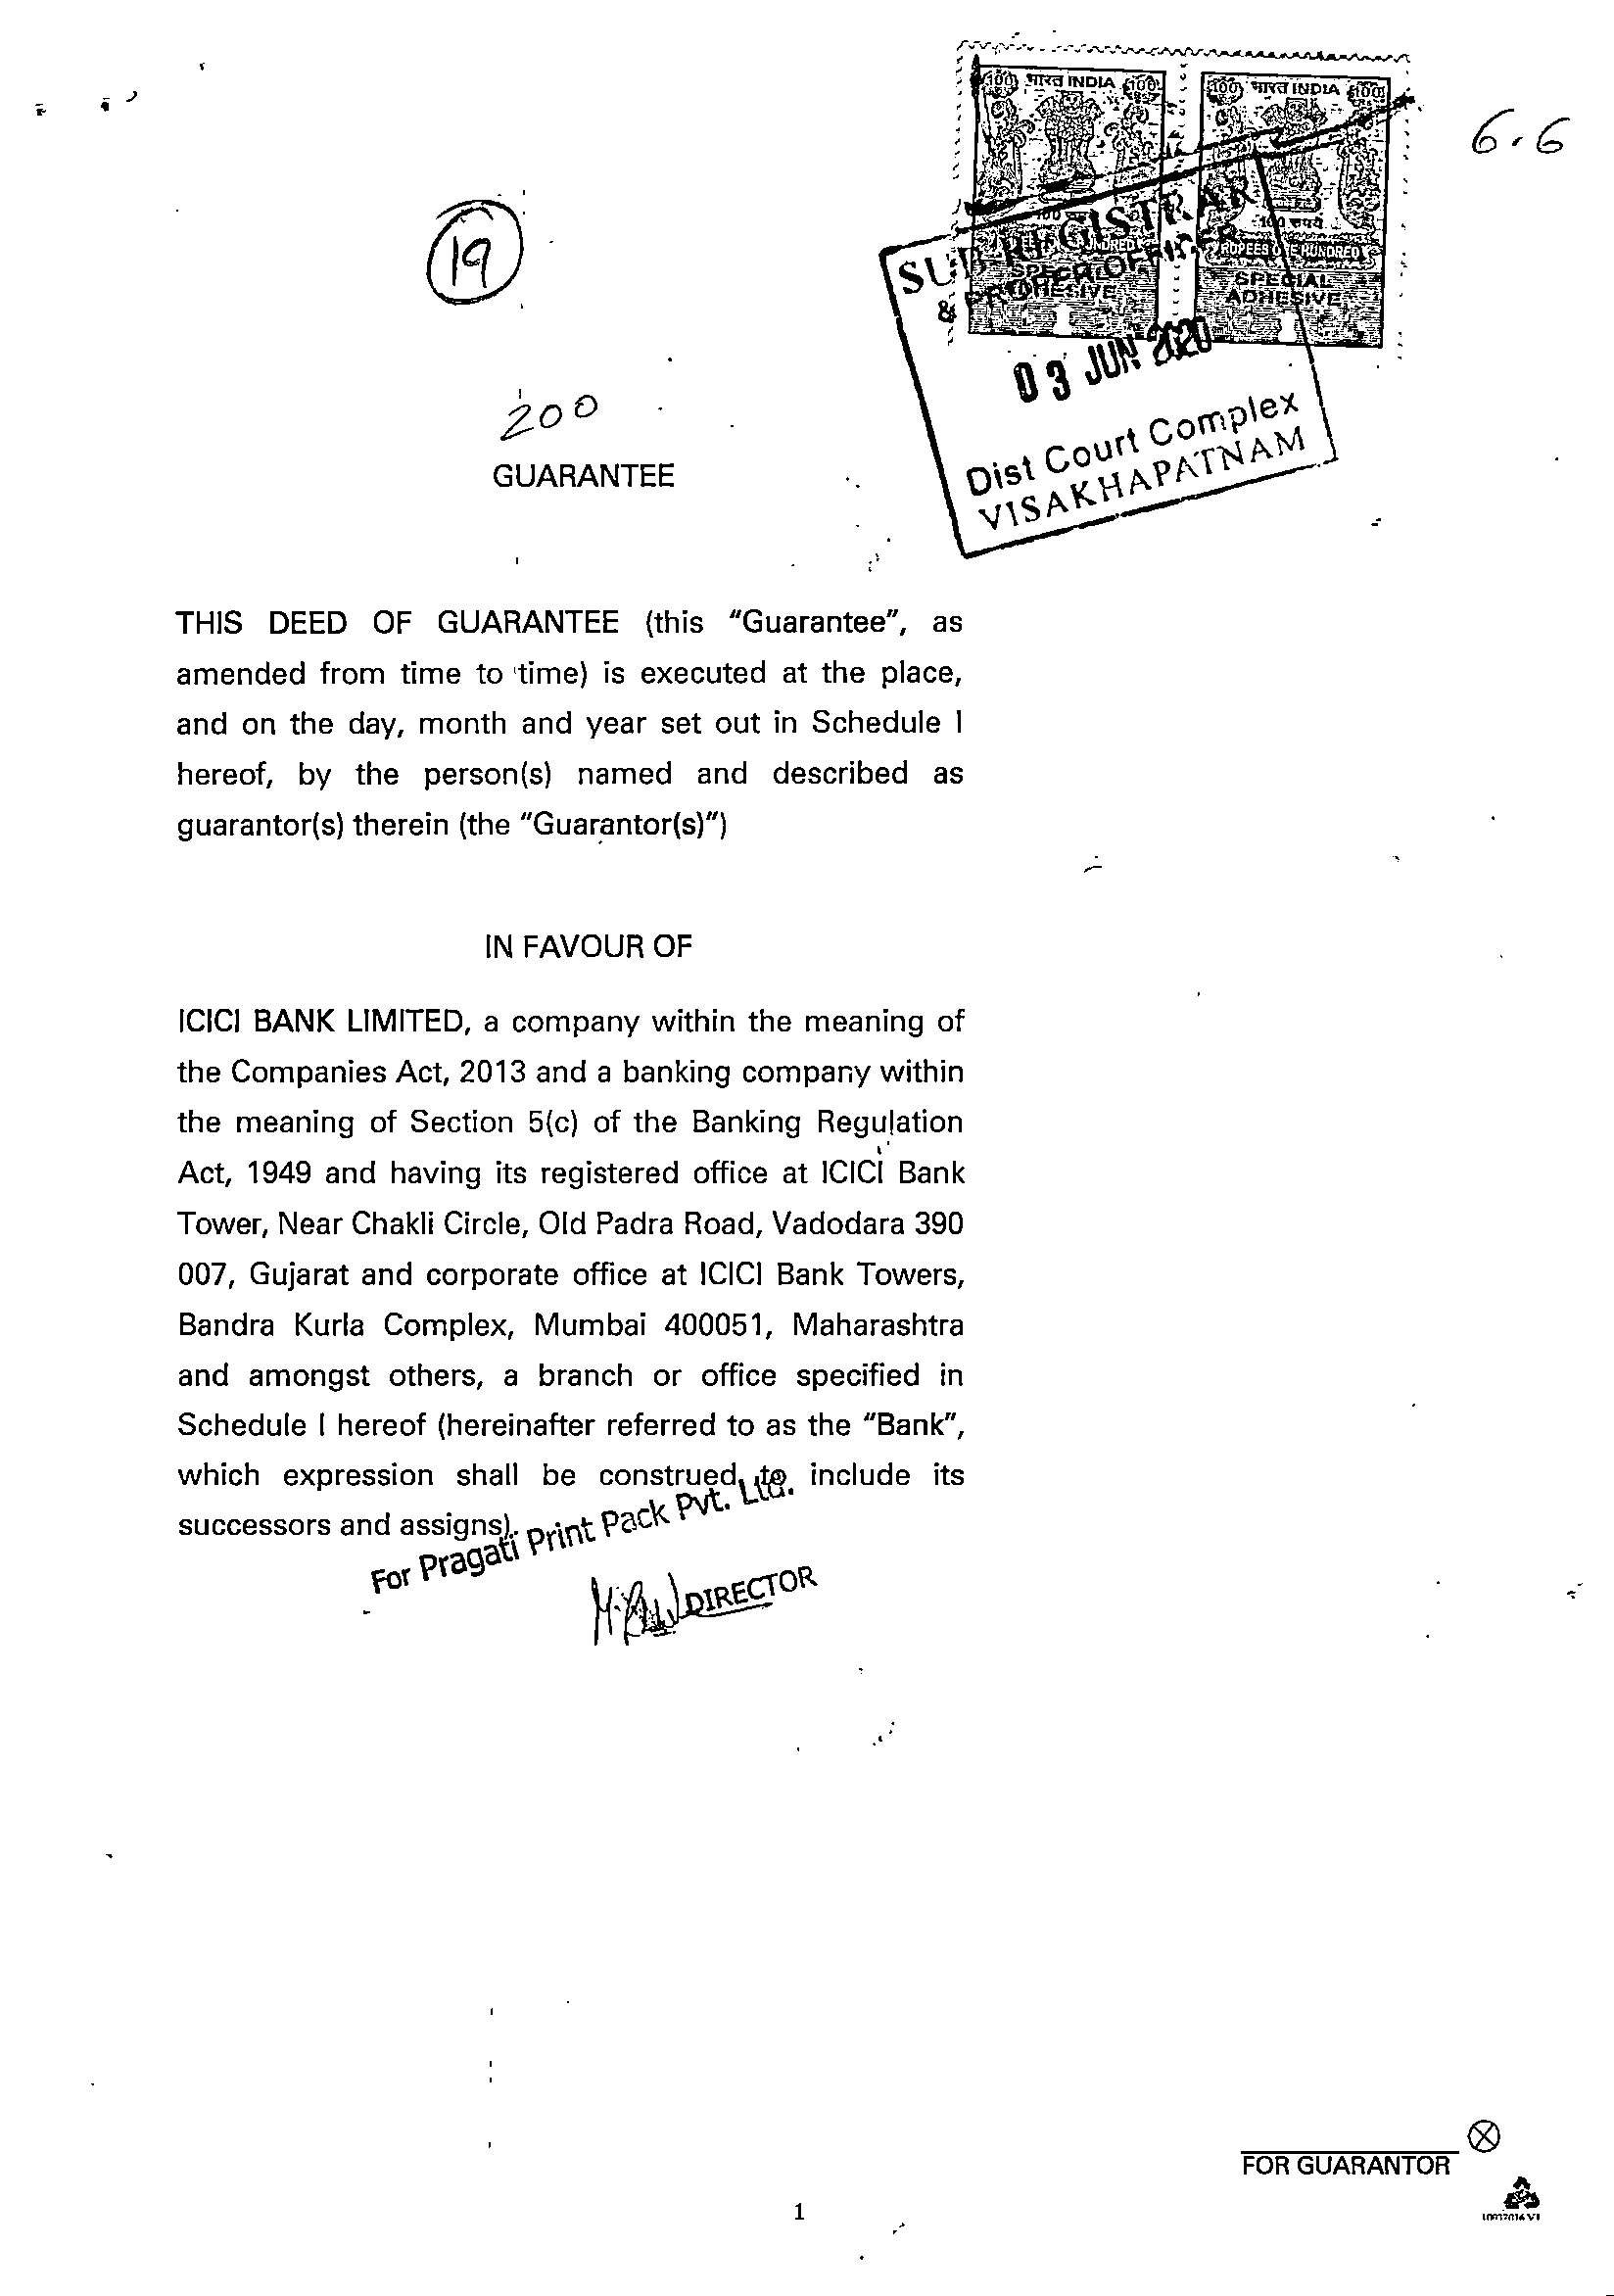 100 भारत INDIA 100
100 भारत INDIA 100
6.6
19
SUB-REGISTRAR
& PROPER OFFICER
100 रुपये
RUPEES ONE HUNDRED
SPECIAL
ADHESIVE
SPECIAL
ADHESIVE
03 JUN 2020
Dist Court Complex
VISAKHAPATNAM
200
GUARANTEE
THIS DEED OF GUARANTEE (this “Guarantee”, as
amended from time to time) is executed at the place,
and on the day, month and year set out in Schedule I
hereof, by the person(s) named and described as
guarantor(s) therein (the “Guarantor(s)”)
IN FAVOUR OF
ICICI BANK LIMITED, a company within the meaning of
the Companies Act, 2013 and a banking company within
the meaning of Section 5(c) of the Banking Regulation
Act, 1949 and having its registered office at ICICI Bank
Tower, Near Chakli Circle, Old Padra Road, Vadodara 390
007, Gujarat and corporate office at ICICI Bank Towers,
Bandra Kurla Complex, Mumbai 400051, Maharashtra
and amongst others, a branch or office specified in
Schedule I hereof (hereinafter referred to as the “Bank”,
which expression shall be construed to include its
successors and assigns).
For Pragati Print Pack Pvt. Ltd.
DIRECTOR
FOR GUARANTOR
1